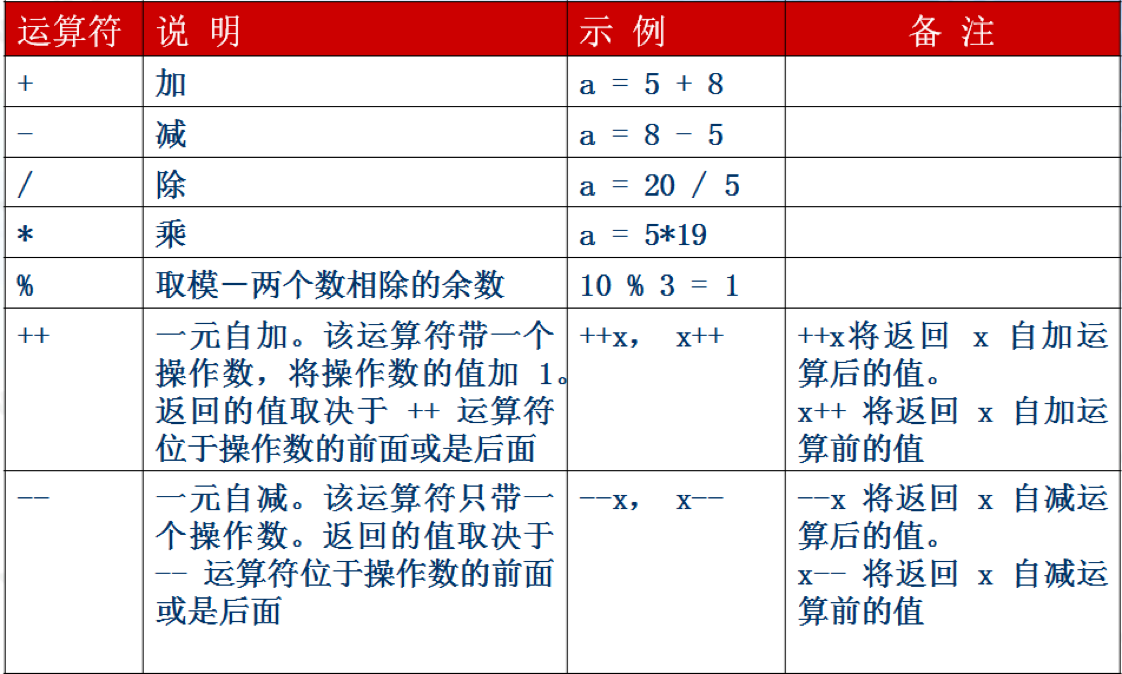 运算符 说 明 示 例 备 注
+ 加 a = 5 + 8
- 减 a = 8 - 5
/ 除 a = 20 / 5
* 乘 a = 5*19
% 取模－两个数相除的余数 10 % 3 = 1
++ 一元自加。该运算符带一个 ++x， x++ ++x将返回 x 自加运
操作数，将操作数的值加 1。 算后的值。
返回的值取决于 ++ 运算符 x++ 将返回 x 自加运
位于操作数的前面或是后面 算前的值
-- 一元自减。该运算符只带一 --x， x-- --x 将返回 x 自减运
个操作数。返回的值取决于 算后的值。
-- 运算符位于操作数的前面 x-- 将返回 x 自减运
或是后面 算前的值